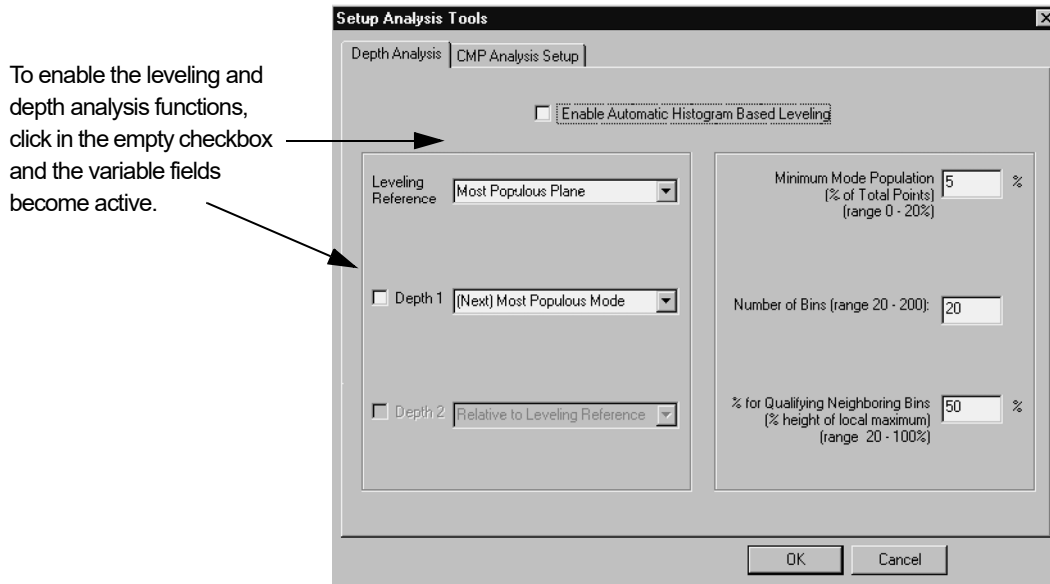 Setup Analysis Tools
Depth Analysis
CMP Analysis Setup
To enable the leveling and
depth analysis functions,
click in the empty checkbox
and the variable fields
become active.
Enable Automatic Histogram Based Leveling
Leveling
Reference
Most Populous Plane
Depth 1
(Next) Most Populous Mode
Depth 2
Relative to Leveling Reference
Minimum Mode Population
(% of Total Points)
(range 0 - 20%)
5
%
Number of Bins (range 20 - 200):
20
% for Qualifying Neighboring Bins
(% height of local maximum)
(range 20 - 100%)
50
%
OK
Cancel